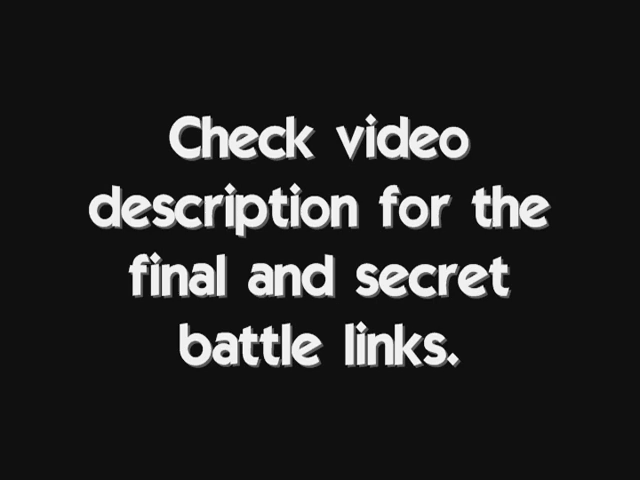 Check video
description for the
final and secret
battle links.